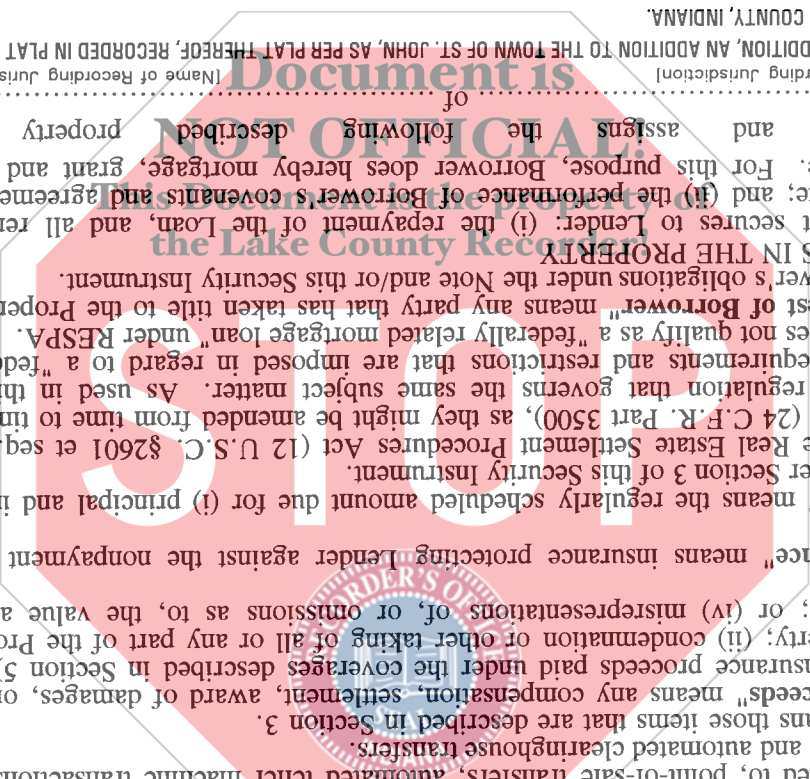 ed to, point-of-sale transfers, automated teller machine transactions
and automated clearinghouse transfers.
ns those items that are described in Section 3.
ceeds" means any compensation, settlement, award of damages, or
nsurance proceeds paid under the coverages described in Section 5)
erty; (ii) condemnation or other taking of all or any part of the Pro
; or (iv) misrepresentations of, or omissions as to, the value a
nce" means insurance protecting Lender against the nonpayment
means the regularly scheduled amount due for (i) principal and i
er Section 3 of this Security Instrument.
e Real Estate Settlement Procedures Act (12 U.S.C. §2601 et seq.
(24 C.F.R. Part 3500), as they might be amended from time to tim
regulation that governs the same subject matter. As used in thi
equirements and restrictions that are imposed in regard to a "fede
es not qualify as a "federally related mortgage loan" under RESPA.
st of Borrower" means any party that has taken title to the Proper
wer's obligations under the Note and/or this Security Instrument.
S IN THE PROPERTY
t secures to Lender: (i) the repayment of the Loan, and all ren
e; and (ii) the performance of Borrower's covenants and agreeme
. For this purpose, Borrower does hereby mortgage, grant and
and assigns the following described property
of
rding Jurisdiction] [Name of Recording Juris
DDITION, AN ADDITION TO THE TOWN OF ST. JOHN, AS PER PLAT THEREOF, RECORDED IN PLAT
COUNTY, INDIANA.
Document is
NOT OFFICIAL!
This Document is the property of
the Lake County Recorder!
STOP
RECORDER'S OFFICE
SEAL